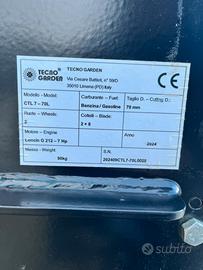 TECNO
GARDEN
TECNO GARDEN
Via Cesare Battisti, n° 59/D
35010 Limena (PD) Italy
CE
Modello - Model
CTL 7 - 70L
Carburante - Fuel
Benzina / Gasoline
Taglio D. - Cutting D.:
70 mm
Ruote - Wheels:
2
Coltelli - Blade:
2 + 8
Motore - Engine
Loncin G 212 - 7 Hp
Anno
2024
Massa - Weight
90kg
S.N.
202409CTL7-70L0022
subito